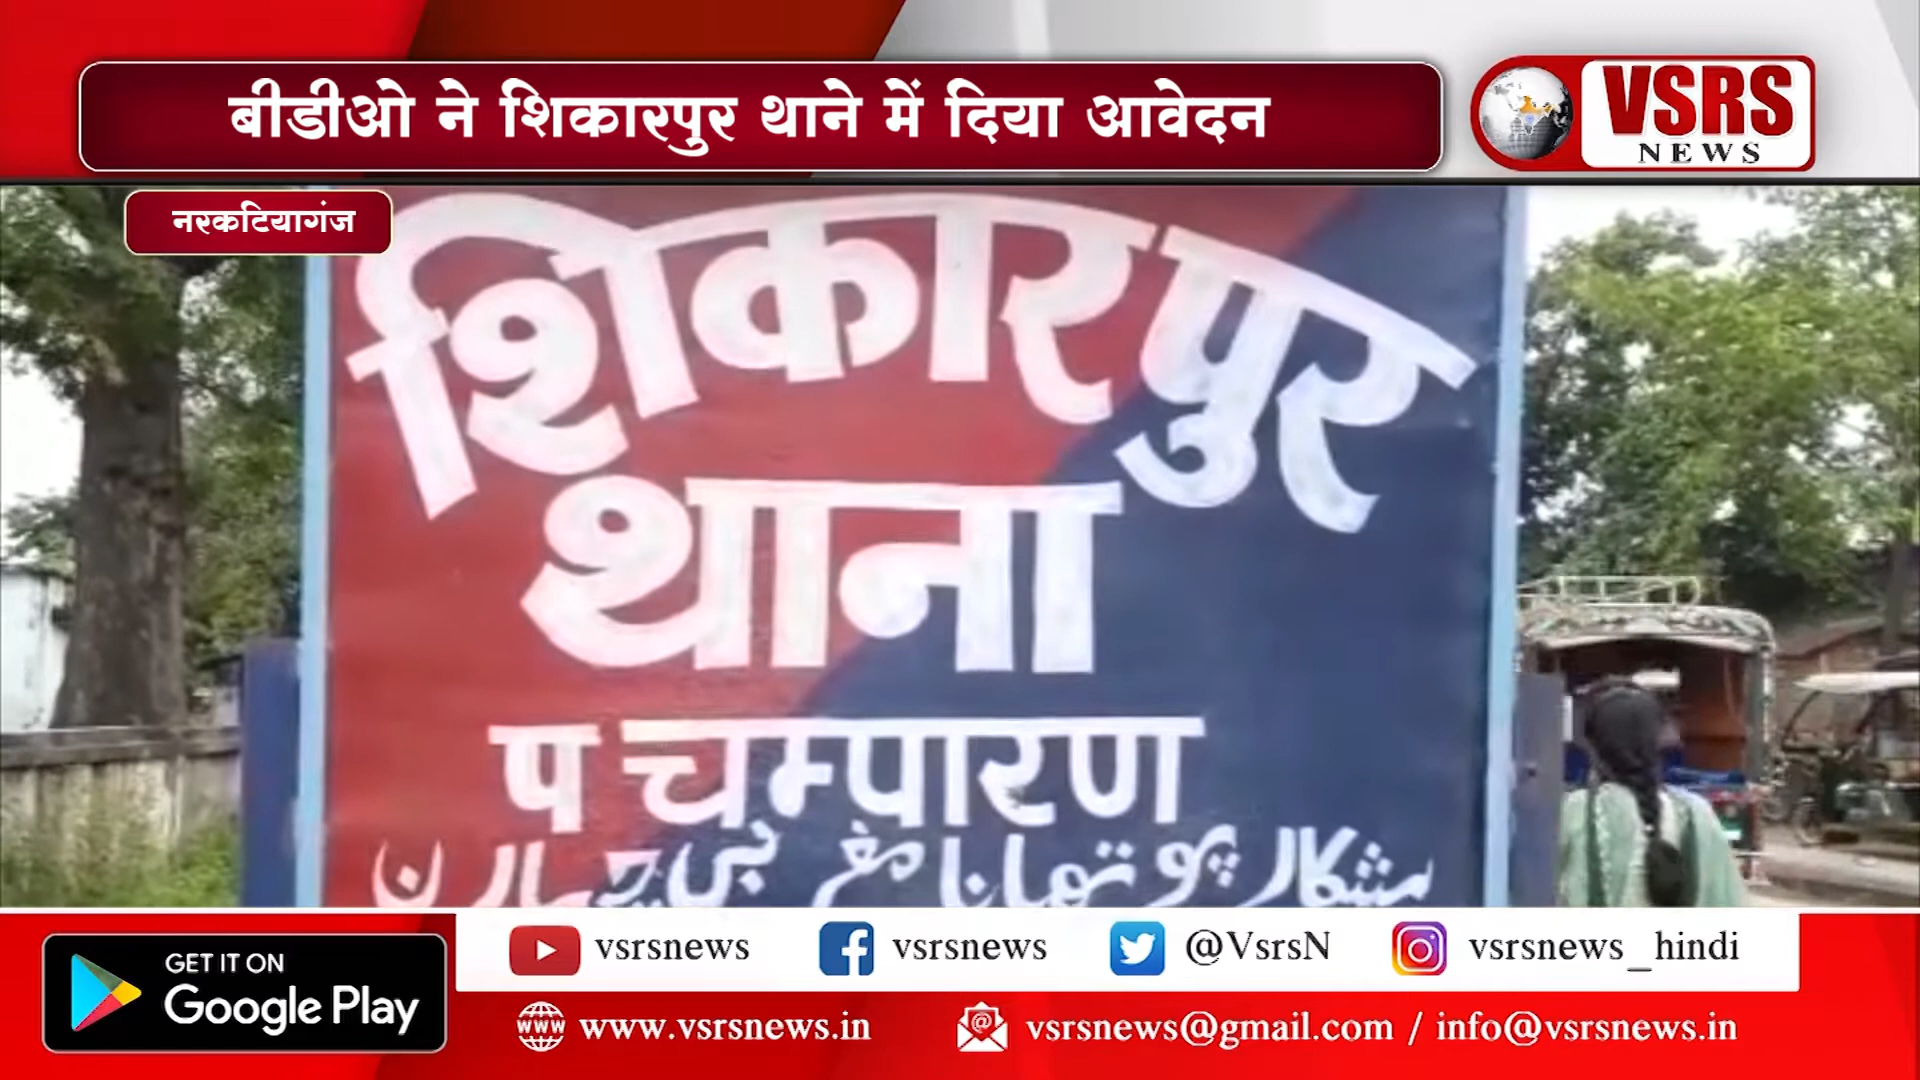 बीडीओ ने शिकारपुर थाने में दिया आवेदन
VSRS
NEWS
नरकटियागंज
शिकारपुर
थाना
प चम्पारण
GET IT ON
Google Play
vsrsnews
vsrsnews
@VsrsN
vsrsnews_hindi
www.vsrsnews.in
vsrsnews@gmail.com / info@vsrsnews.in